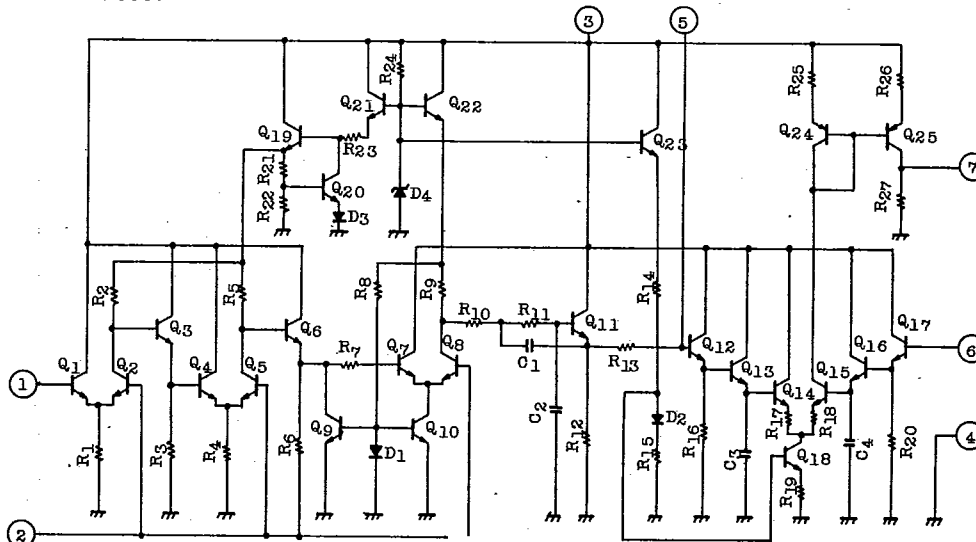 3
5
R24
R25
R26
Q21
Q22
Q19
R23
Q23
Q24
Q25
R21
R22
Q20
D3
D4
7
R27
R2
R5
R8
R9
R14
Q3
Q6
R10
R11
Q11
Q12
Q17
Q1
Q2
Q4
Q5
R7
Q7
Q8
C1
R13
Q13
Q16
6
1
Q14
Q15
R17
R18
C2
D2
R1
R3
R4
R6
Q9
Q10
R12
R15
R16
C3
Q18
C4
R20
4
D1
R19
2